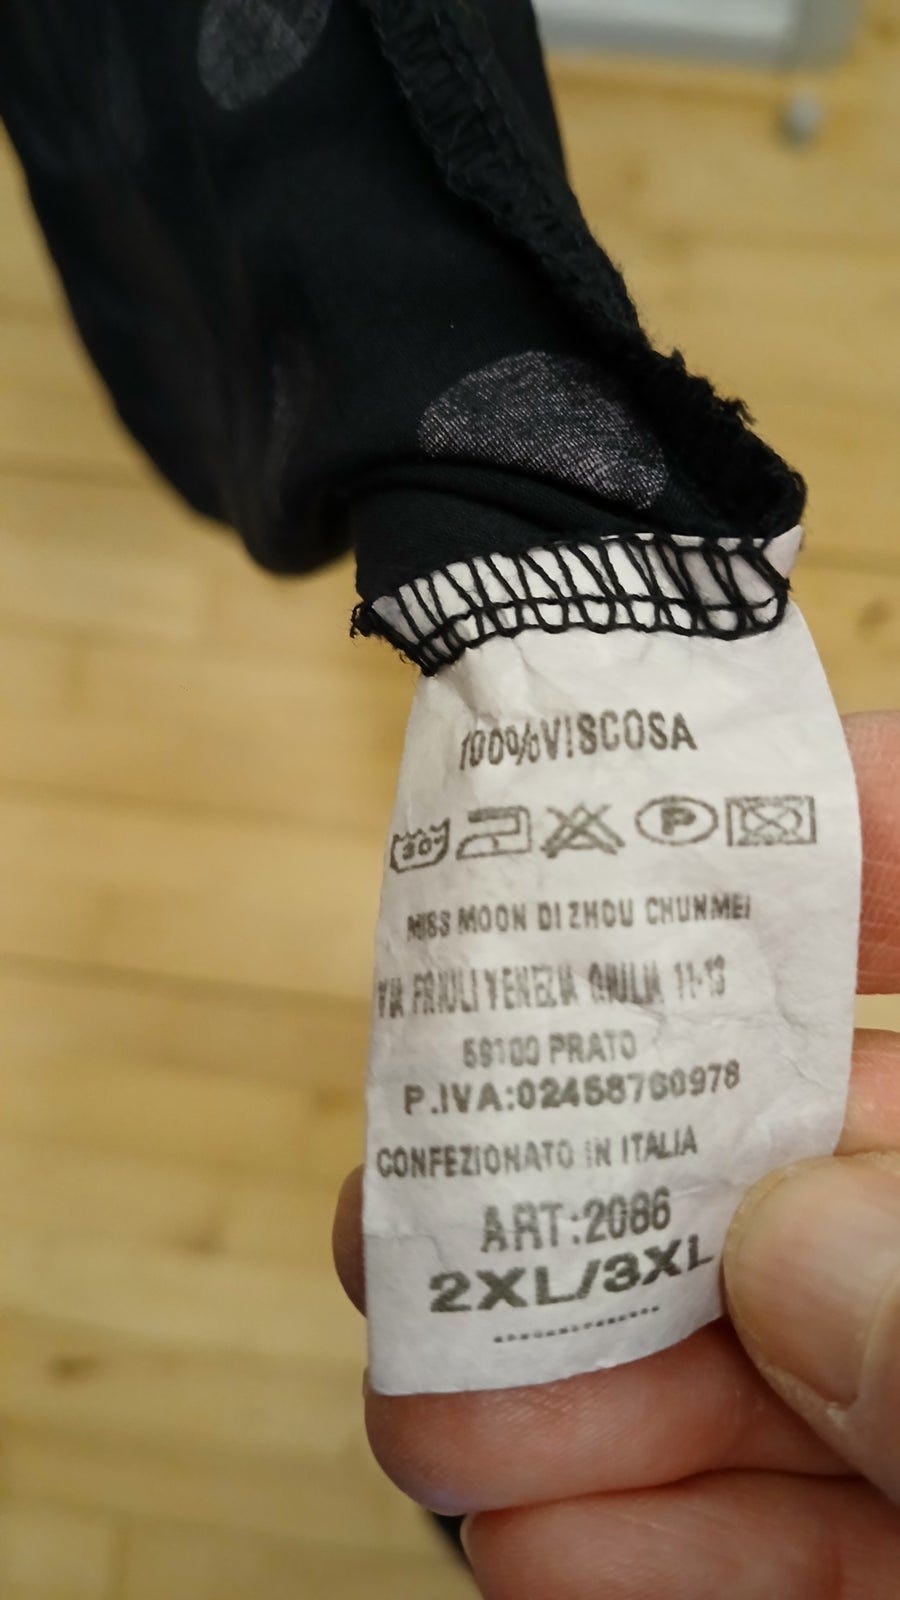 100%VISCOSA
30° P
MISS MOON DI ZHOU CHUNMEI
VIA FRIULI VENEZIA GIULIA 11-13
59100 PRATO
P.IVA:02458760978
CONFEZIONATO IN ITALIA
ART:2086
2XL/3XL